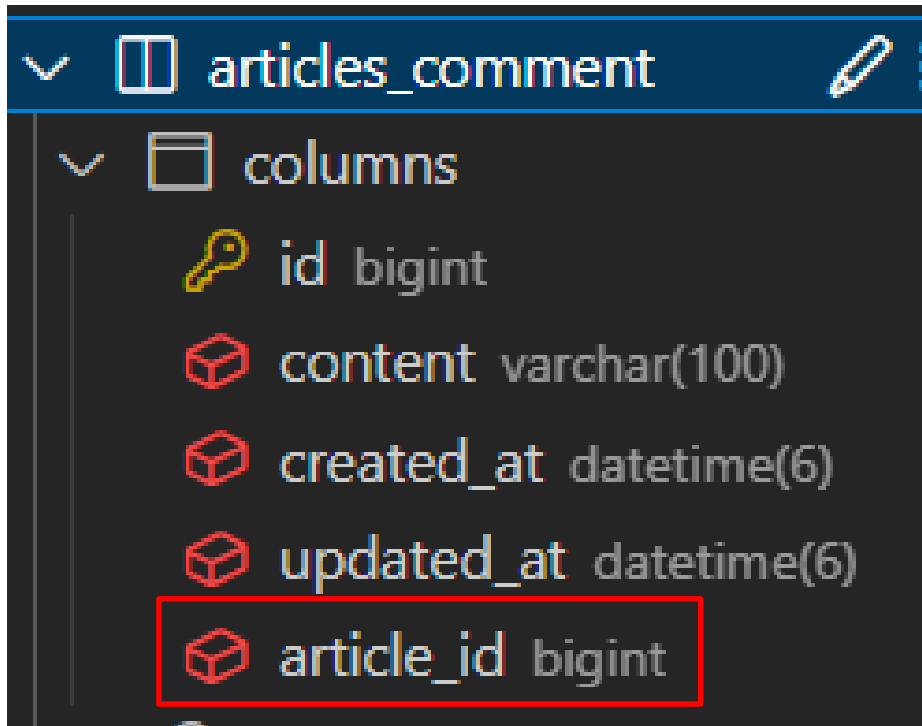 articles_comment
columns
id bigint
content varchar(100)
created_at datetime(6)
updated_at datetime(6)
article_id bigint